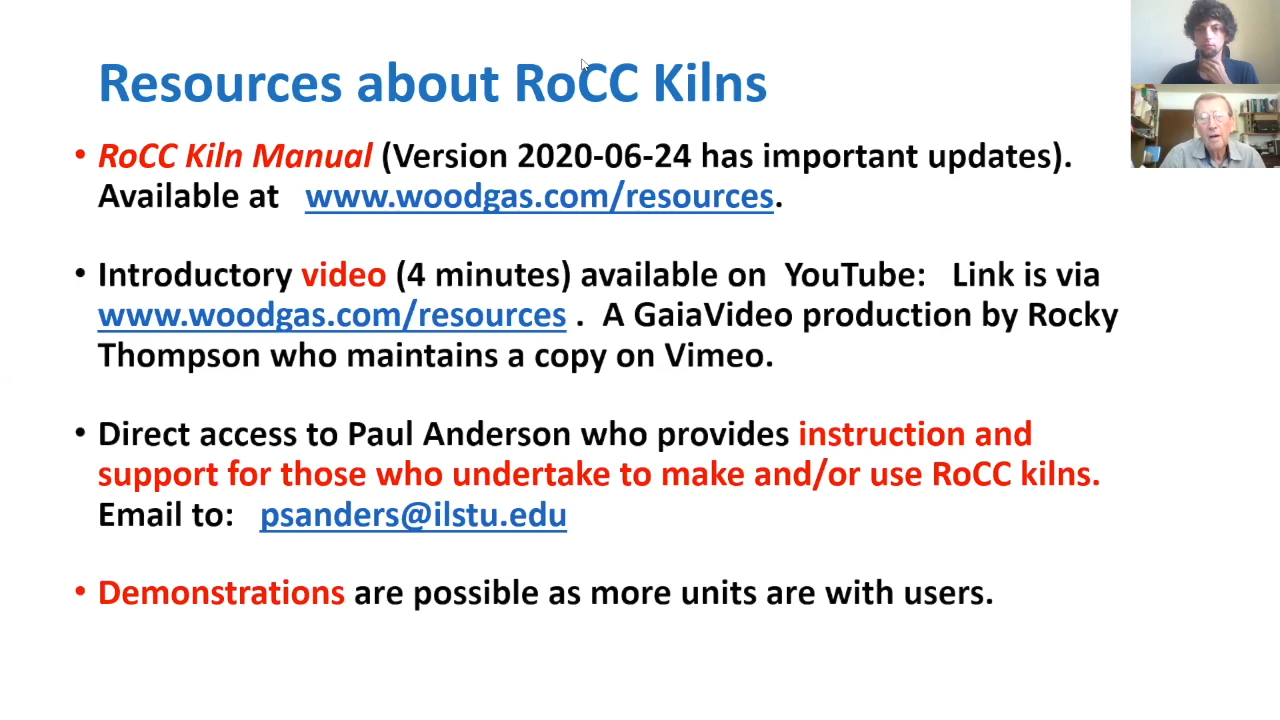 Resources about RoCC Kilns
• RoCC Kiln Manual (Version 2020-06-24 has important updates).
Available at www.woodgas.com/resources.
• Introductory video (4 minutes) available on YouTube: Link is via
www.woodgas.com/resources . A GaiaVideo production by Rocky
Thompson who maintains a copy on Vimeo.
• Direct access to Paul Anderson who provides instruction and
support for those who undertake to make and/or use RoCC kilns.
Email to: psanders@ilstu.edu
• Demonstrations are possible as more units are with users.